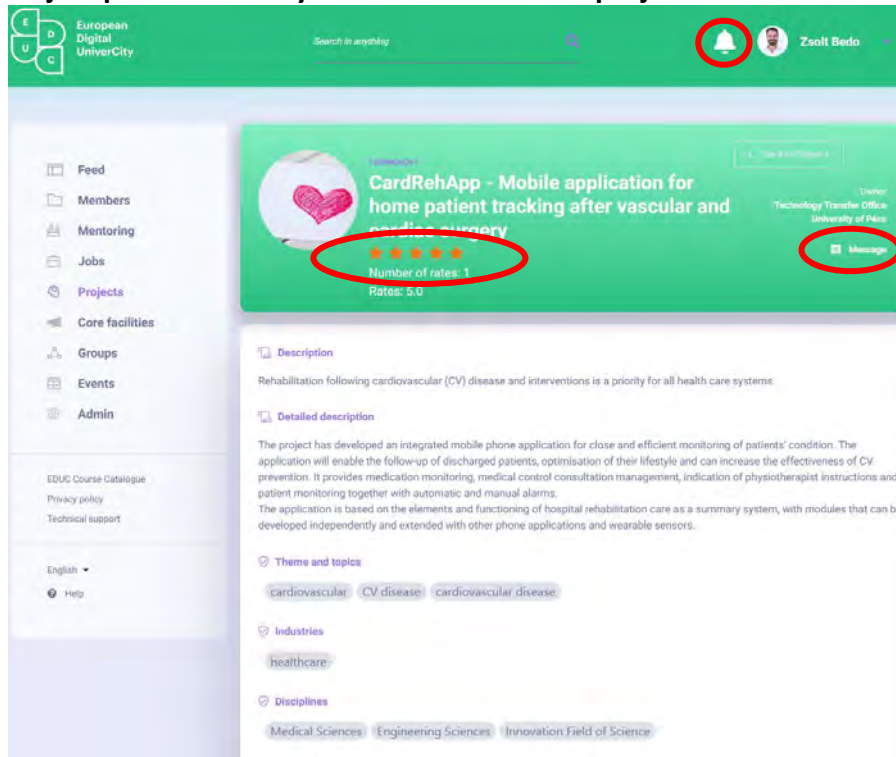 E
D
U
C
European
Digital
UniverCity
Search in anything
Zsolt Bedo
Feed
Members
Mentoring
Jobs
Projects
Core facilities
Groups
Events
Admin
EDUC Course Catalogue
Privacy policy
Technical support
English
Help
CardRehApp - Mobile application for
home patient tracking after vascular and
cardiac surgery
Number of rates: 1
Rates: 5.0
Owner
Technology Transfer Office
University of Pécs
Message
Description
Rehabilitation following cardiovascular (CV) disease and interventions is a priority for all health care systems.
Detailed description
The project has developed an integrated mobile phone application for close and efficient monitoring of patients' condition. The
application will enable the follow-up of discharged patients, optimisation of their lifestyle and can increase the effectiveness of CV
prevention. It provides medication monitoring, medical control consultation management, indication of physiotherapist instructions and
patient monitoring together with automatic and manual alarms.
The application is based on the elements and functioning of hospital rehabilitation care as a summary system, with modules that can b
developed independently and extended with other phone applications and wearable sensors.
Theme and topics
cardiovascular CV disease cardiovascular disease
Industries
healthcare
Disciplines
Medical Sciences Engineering Sciences Innovation Field of Science